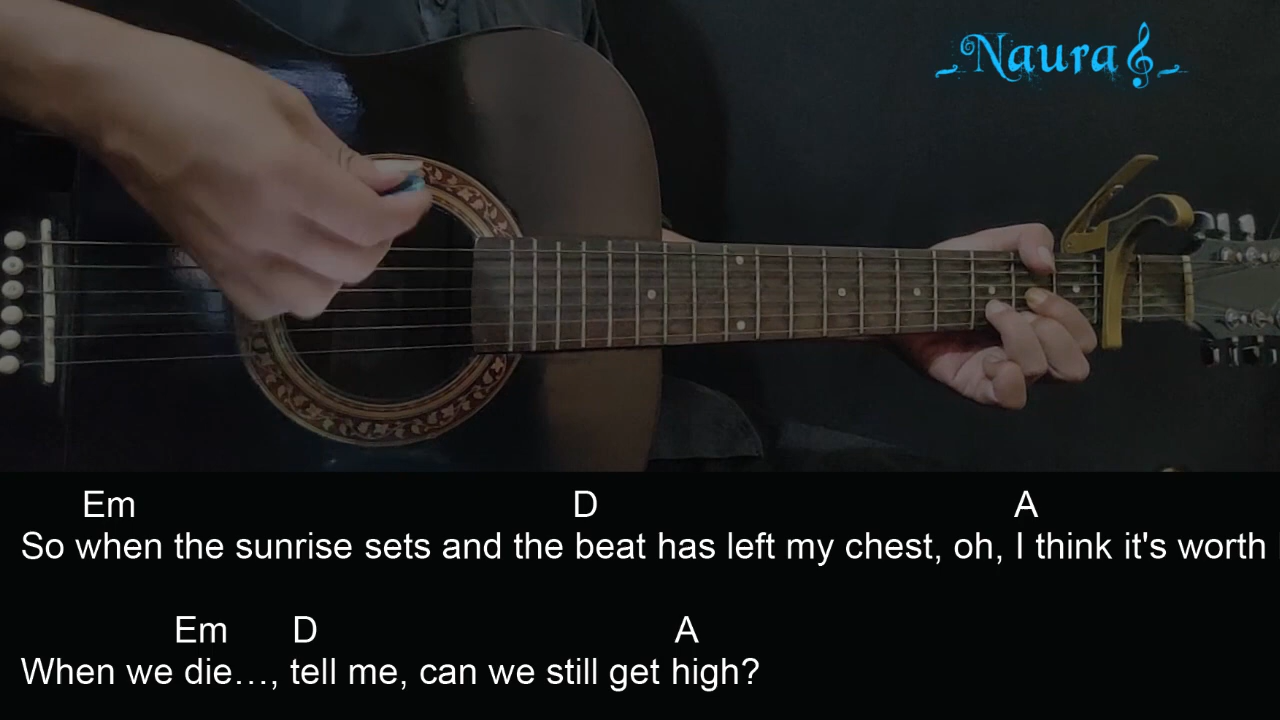 Naura
Em D A
So when the sunrise sets and the beat has left my chest, oh, I think it's worth
Em D A
When we die…, tell me, can we still get high?